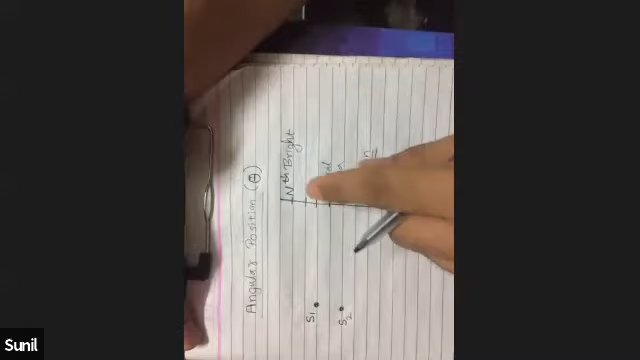 Angular Position (θ)
Nth Bright
S1
S2
Sunil